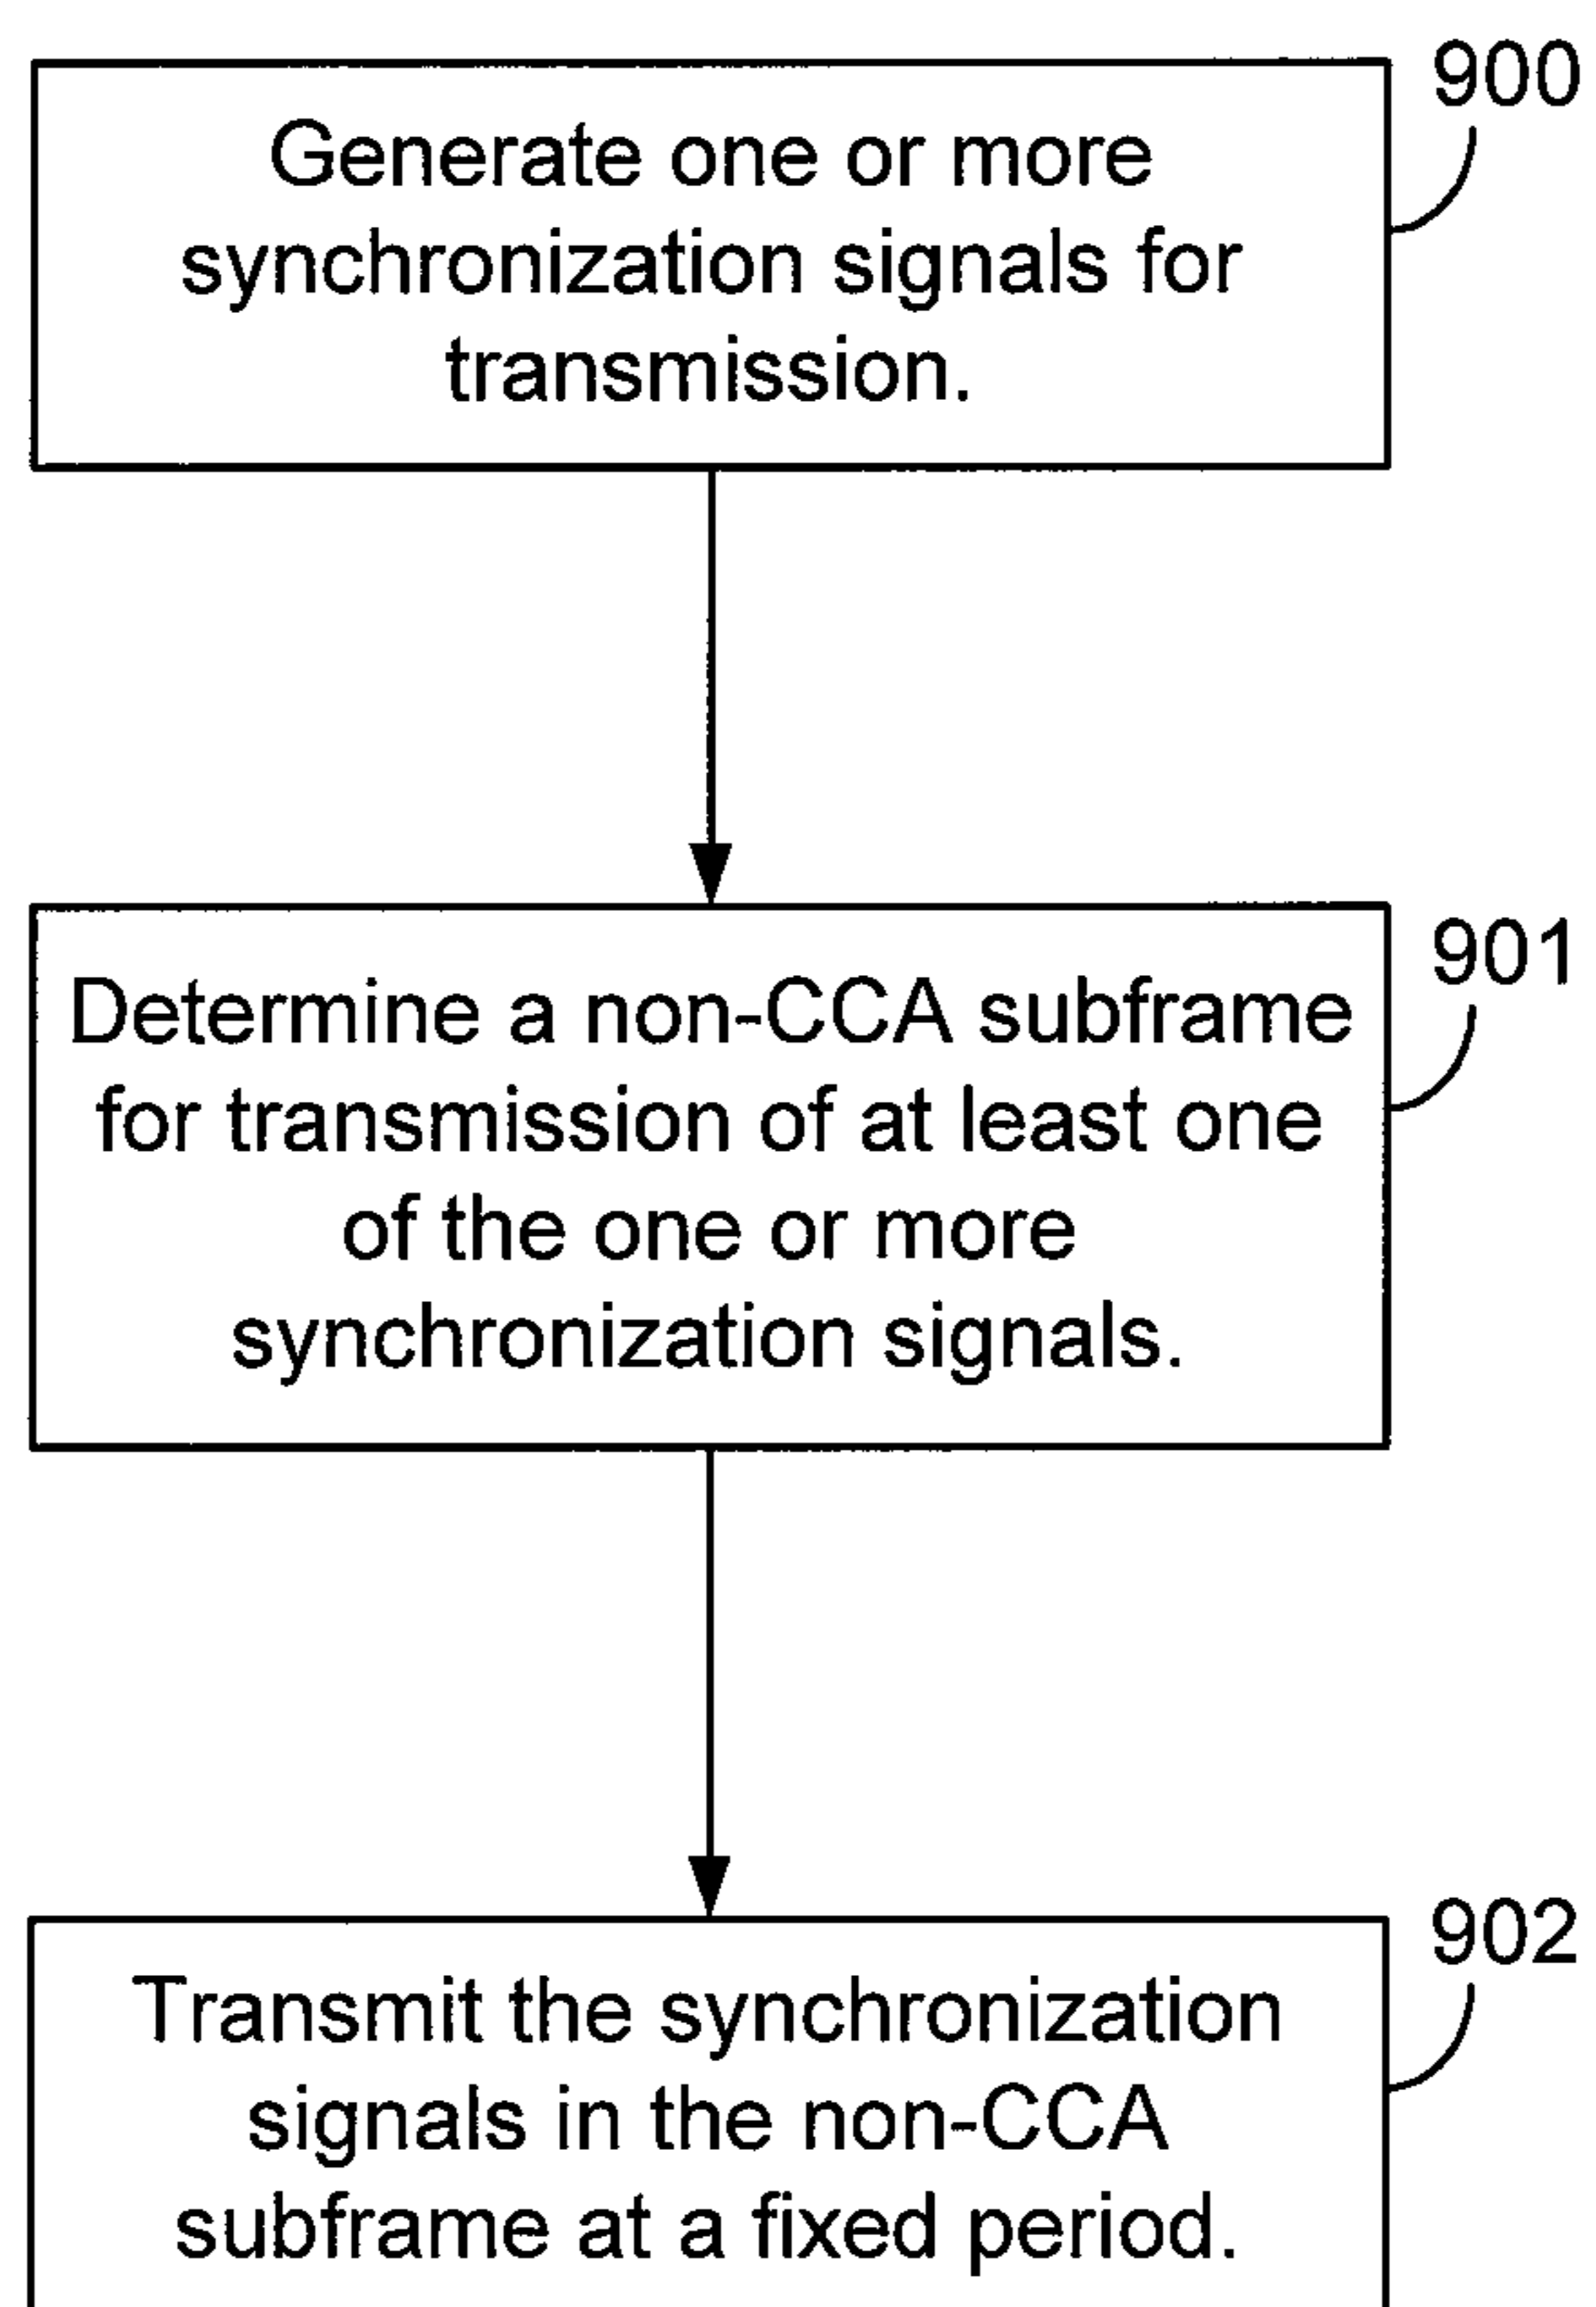 900
Generate one or more
synchronization signals for
transmission.
901
Determine a non-CCA subframe
for transmission of at least one
of the one or more
synchronization signals.
902
Transmit the synchronization
signals in the non-CCA
subframe at a fixed period.